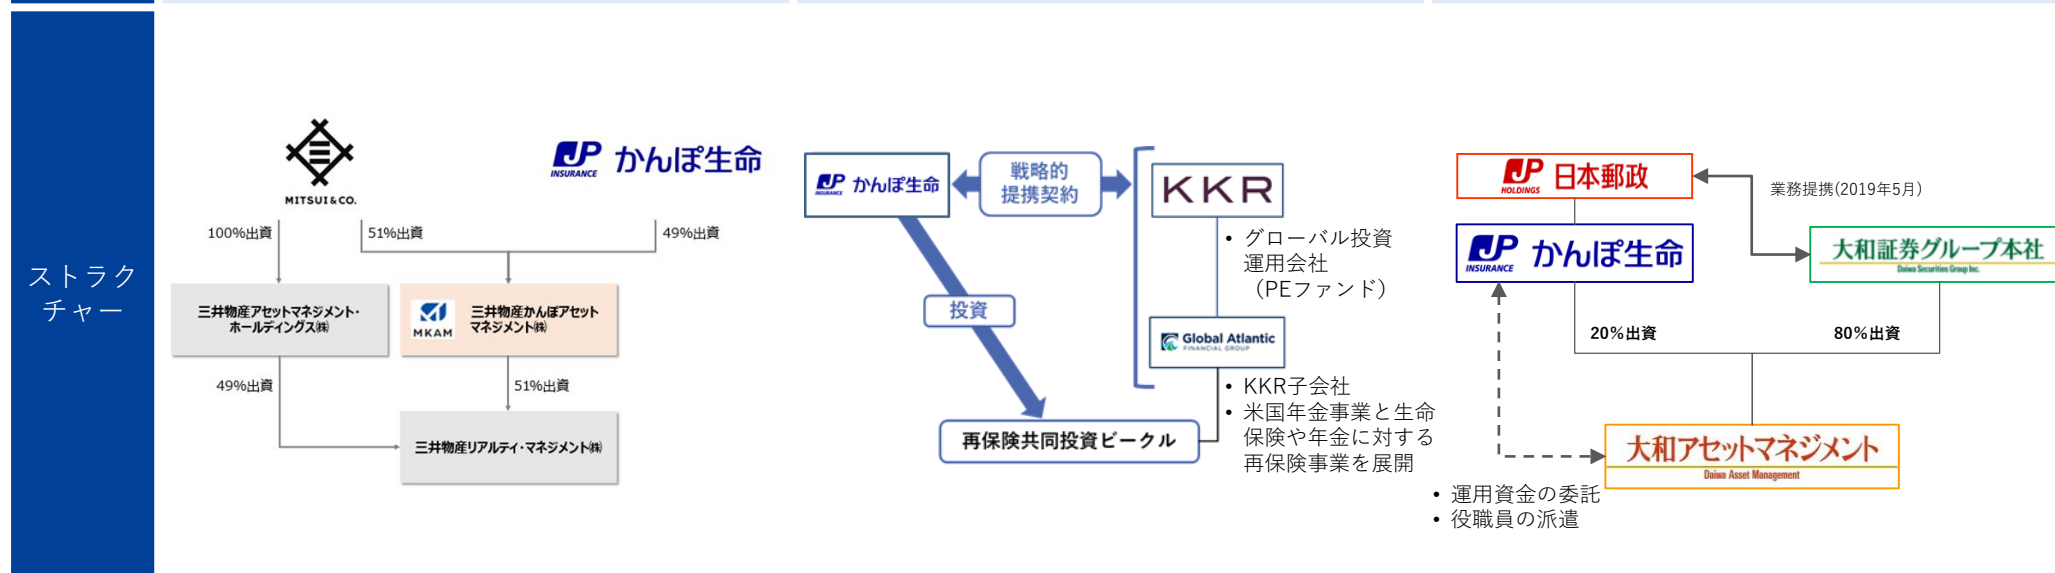 ストラク
チャー
MITSUI & CO.
JP INSURANCE かんぽ生命
100%出資
51%出資
49%出資
三井物産アセットマネジメント・
ホールディングス㈱
MKAM
三井物産かんぽアセット
マネジメント㈱
49%出資
51%出資
三井物産リアルティ・マネジメント㈱
JP INSURANCE かんぽ生命
戦略的
提携契約
KKR
• グローバル投資
運用会社
（PEファンド）
投資
Global Atlantic
FINANCIAL GROUP
• KKR子会社
• 米国年金事業と生命
保険や年金に対する
再保険事業を展開
再保険共同投資ビークル
JP HOLDINGS 日本郵政
業務提携(2019年5月)
JP INSURANCE かんぽ生命
大和証券グループ本社
Daiwa Securities Group Inc.
20%出資
80%出資
大和アセットマネジメント
Daiwa Asset Management
• 運用資金の委託
• 役職員の派遣